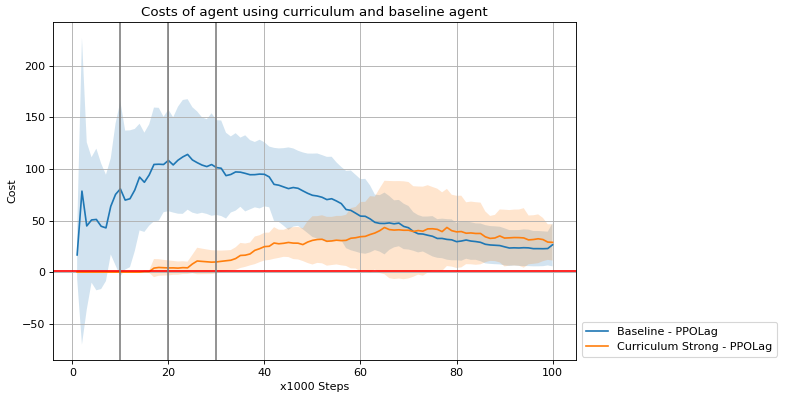 Costs of agent using curriculum and baseline agent
200
150
100
50
0
−50
Cost
0 20 40 60 80 100
x1000 Steps
Baseline - PPOLag
Curriculum Strong - PPOLag